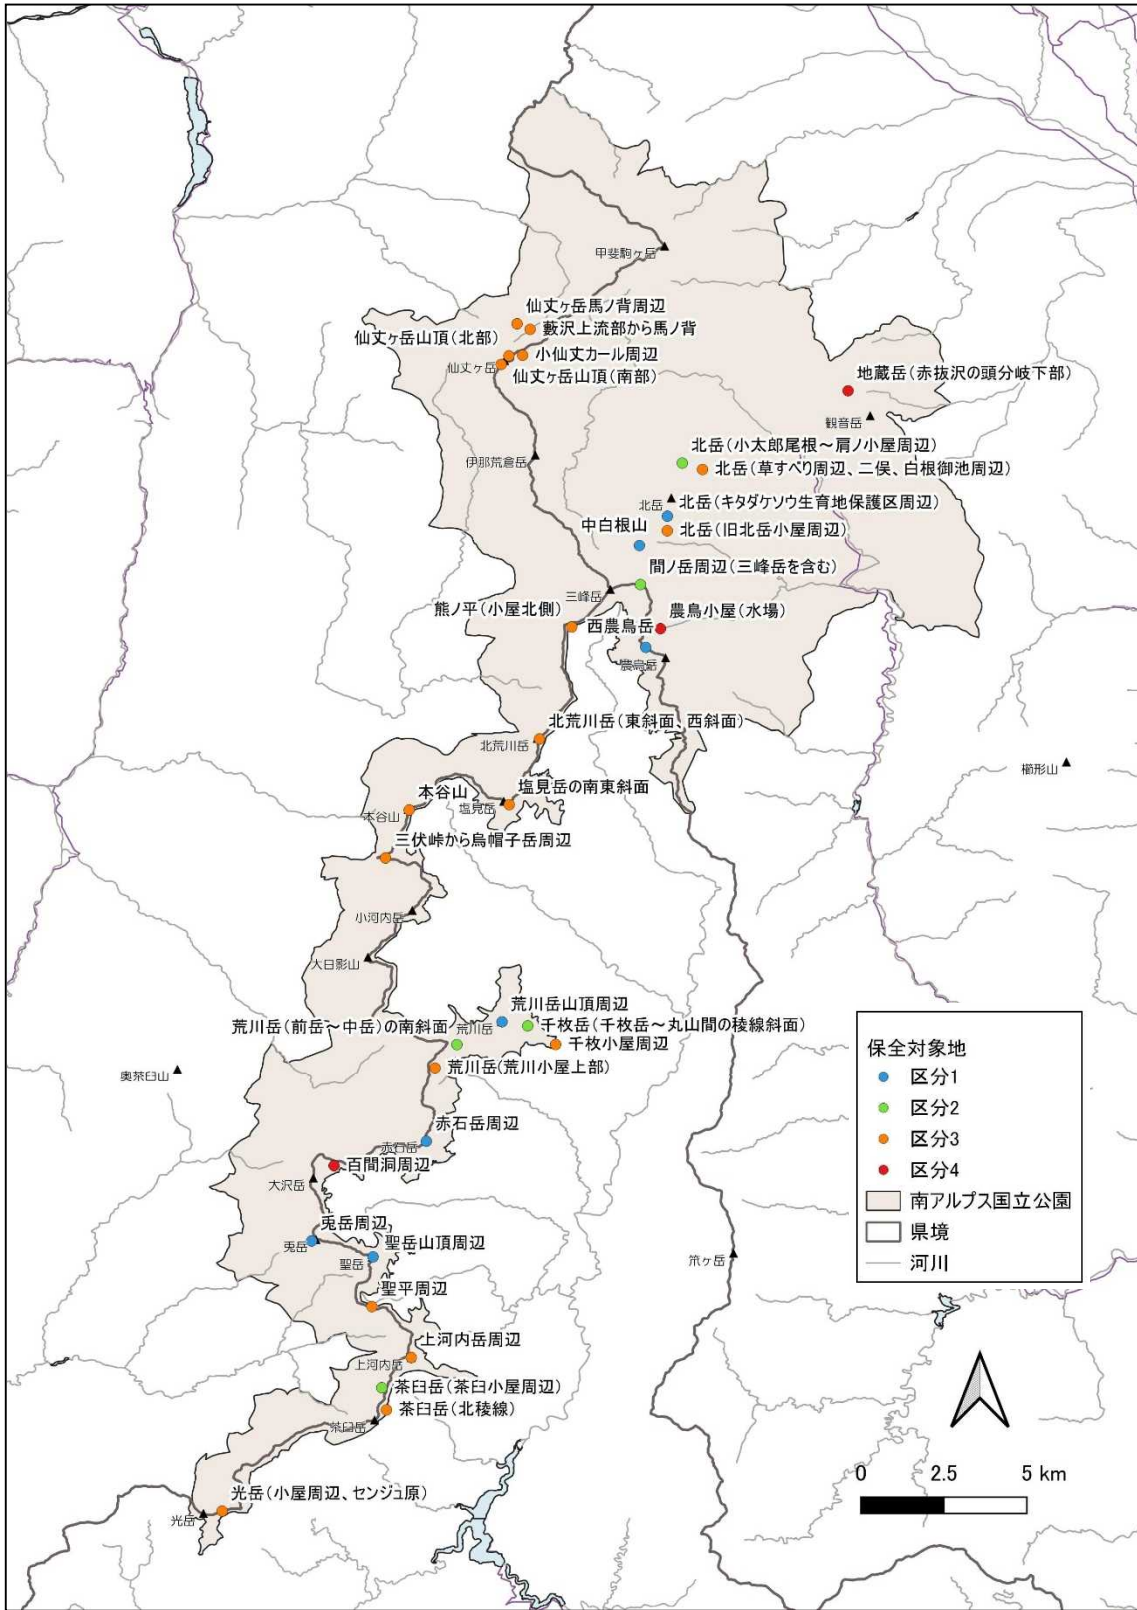 甲斐駒ヶ岳
仙丈ヶ岳馬ノ背周辺
藪沢上流部から馬ノ背
仙丈ヶ岳山頂(北部)
小仙丈カール周辺
仙丈ヶ岳
仙丈ヶ岳山頂(南部)
地蔵岳(赤抜沢の頭分岐下部)
観音岳
北岳(小太郎尾根～肩ノ小屋周辺)
伊那荒倉岳
北岳(草すべり周辺、二俣、白根御池周辺)
北岳
北岳(キタダケソウ生育地保護区周辺)
中白根山
北岳(旧北岳小屋周辺)
間ノ岳周辺(三峰岳を含む)
三峰岳
熊ノ平(小屋北側)
西農鳥岳
農鳥小屋(水場)
農鳥岳
北荒川岳(東斜面、西斜面)
北荒川岳
櫛形山
塩見岳の南東斜面
本谷山
塩見岳
本谷山
三伏峠から烏帽子岳周辺
小河内岳
大日影山
荒川岳山頂周辺
荒川岳(前岳～中岳)の南斜面
荒川岳
千枚岳(千枚岳～丸山間の稜線斜面)
千枚小屋周辺
荒川岳(荒川小屋上部)
奥茶臼山
赤石岳周辺
赤石岳
百間洞周辺
大沢岳
兎岳周辺
兎岳
聖岳山頂周辺
聖岳
笊ヶ岳
聖平周辺
上河内岳周辺
上河内岳
茶臼岳(茶臼小屋周辺)
茶臼岳(北稜線)
茶臼岳
光岳(小屋周辺、センジュ原)
光岳
保全対象地
区分1
区分2
区分3
区分4
南アルプス国立公園
県境
河川
0 2.5 5 km